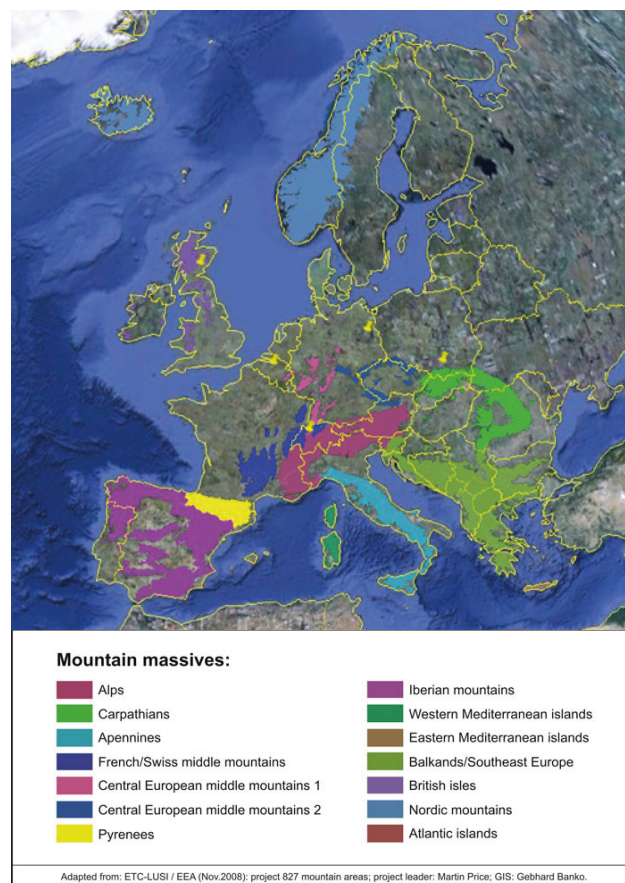 Mountain massives:
Alps
Carpathians
Apennines
French/Swiss middle mountains
Central European middle mountains 1
Central European middle mountains 2
Pyrenees
Iberian mountains
Western Mediterranean islands
Eastern Mediterranean islands
Balkands/Southeast Europe
British isles
Nordic mountains
Atlantic islands
Adapted from: ETC-LUSI / EEA (Nov.2008): project 827 mountain areas; project leader: Martin Price; GIS: Gebhard Banko.